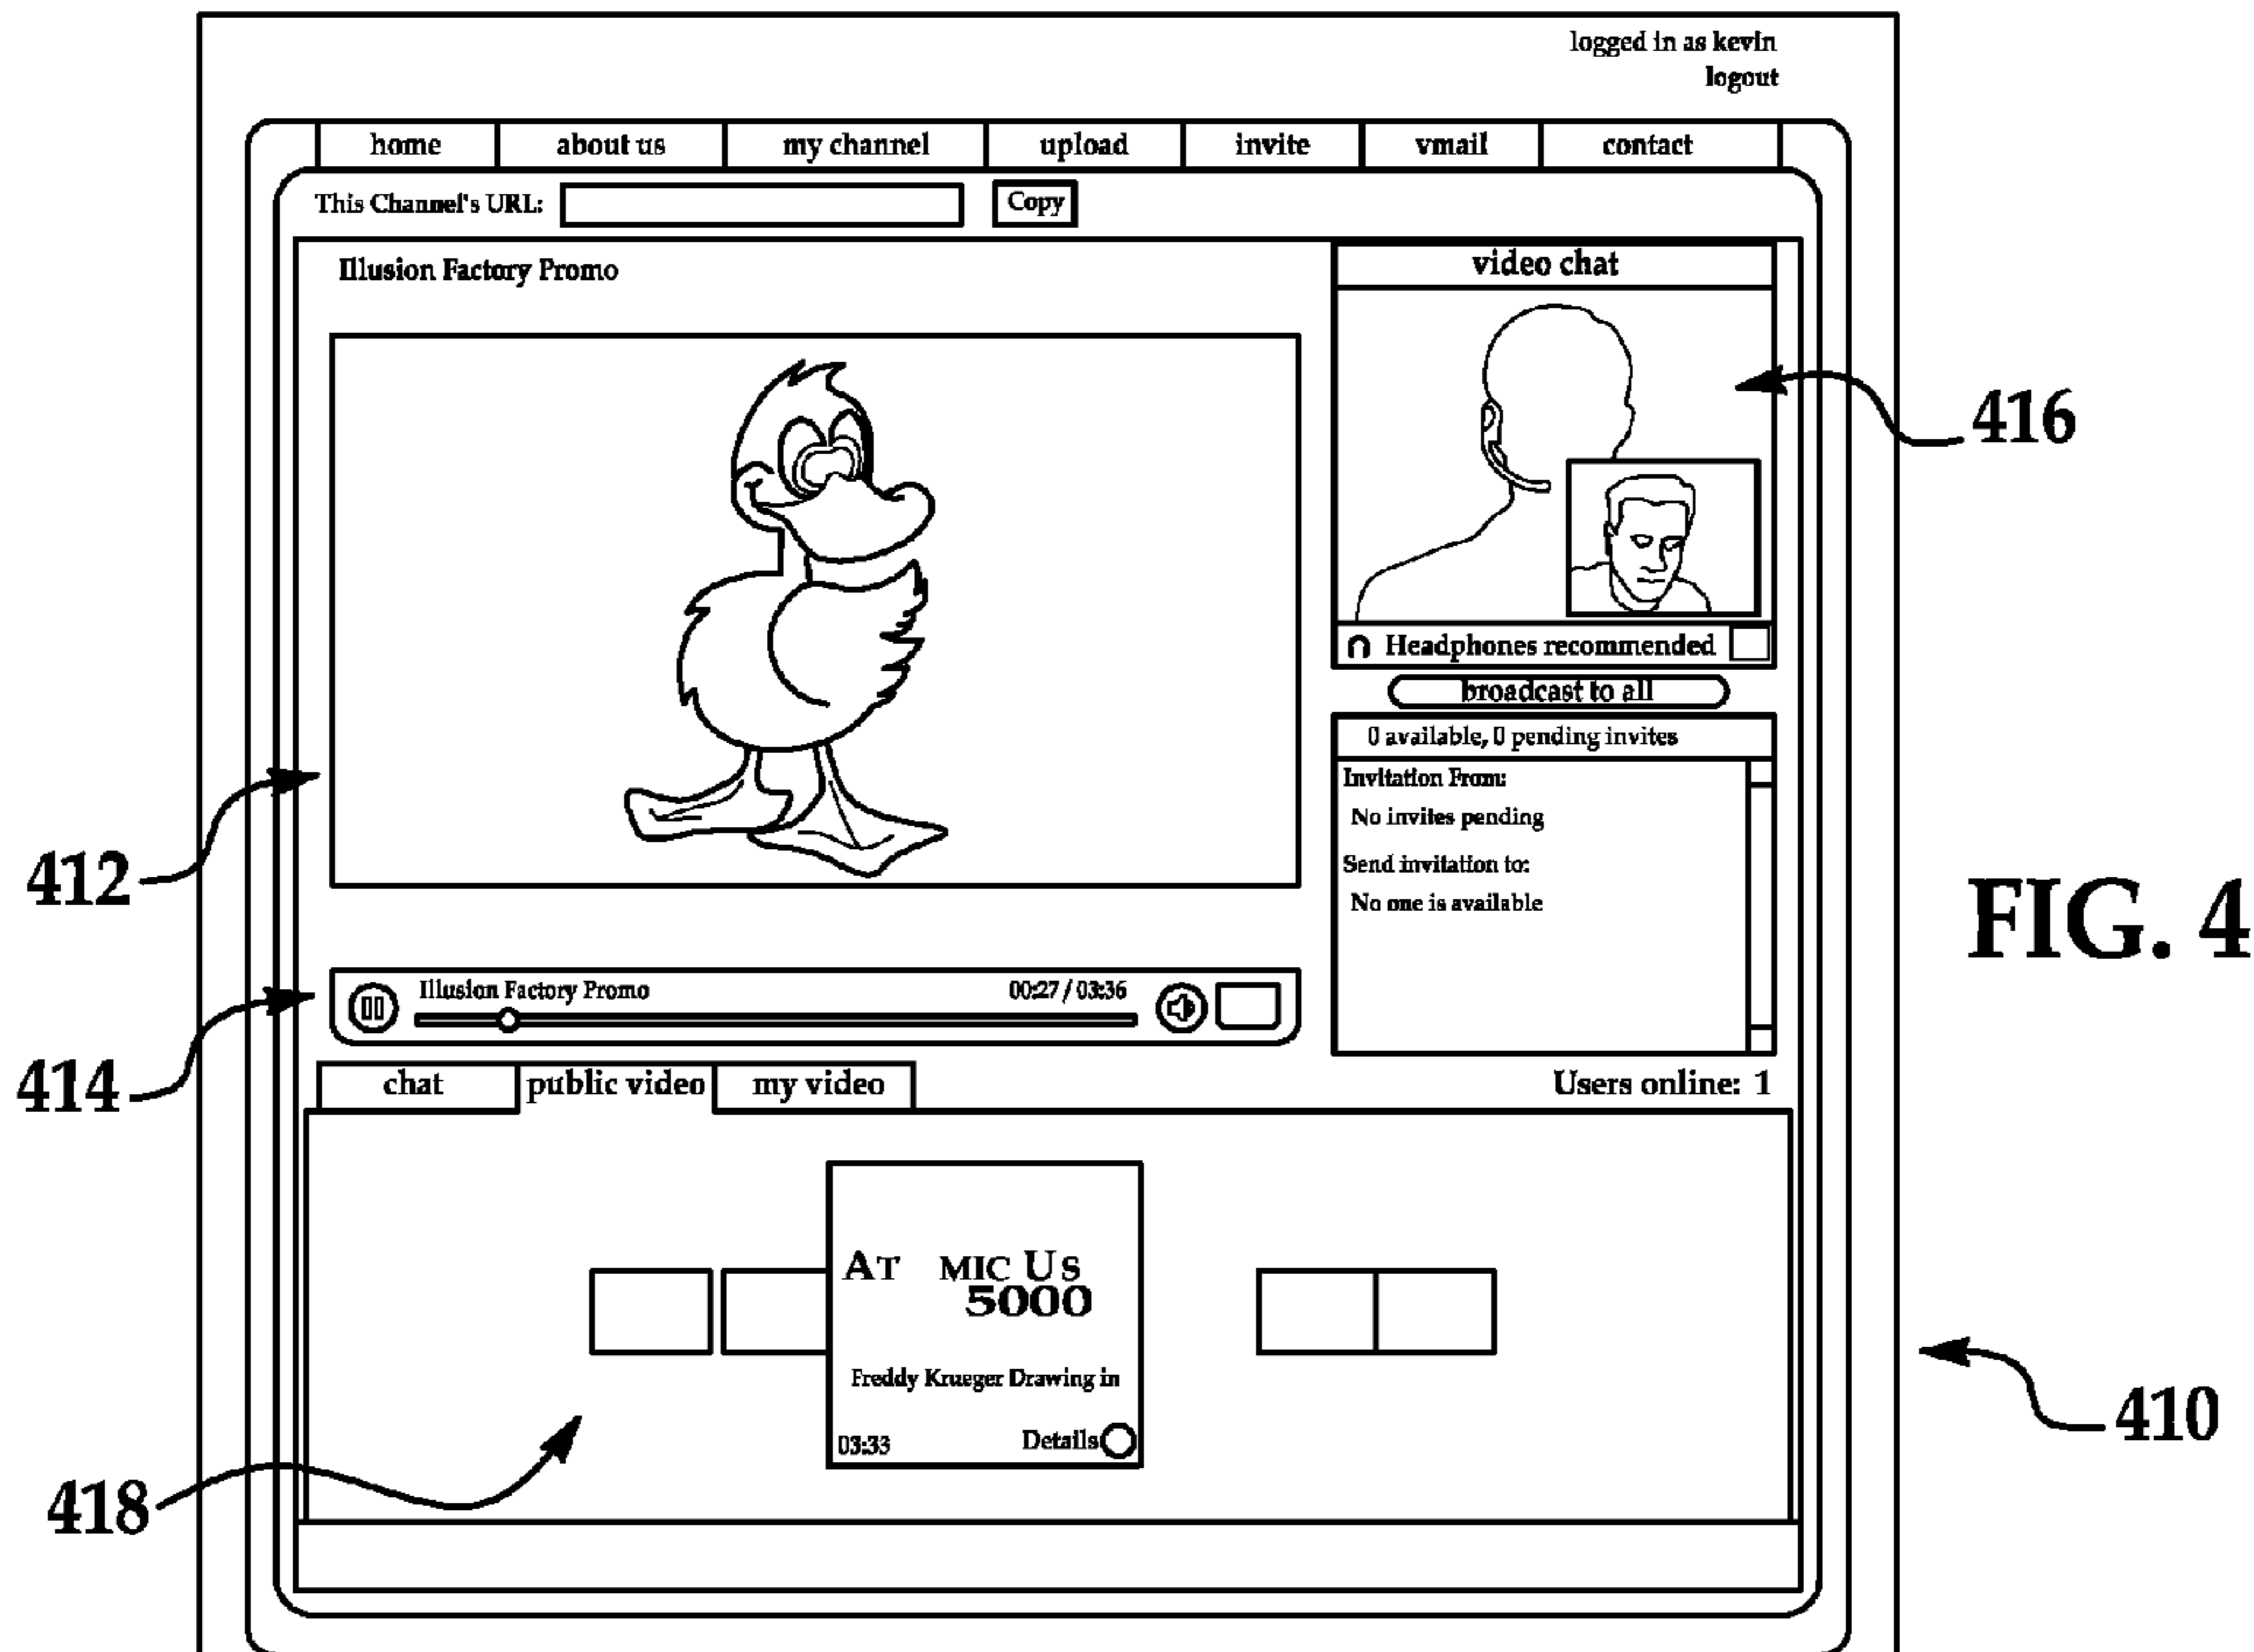 logged in as kevin
logout
home about us my channel upload invite vmail contact
This Channel's URL: Copy
Illusion Factory Promo
video chat
416
Headphones recommended
broadcast to all
0 available, 0 pending invites
Invitation From:
No invites pending
Send invitation to:
No one is available
412
FIG. 4
Illusion Factory Promo 00:27 / 03:36
414
chat public video my video Users online: 1
AT MIC US
5000
Freddy Krueger Drawing in
03:33 Details
410
418